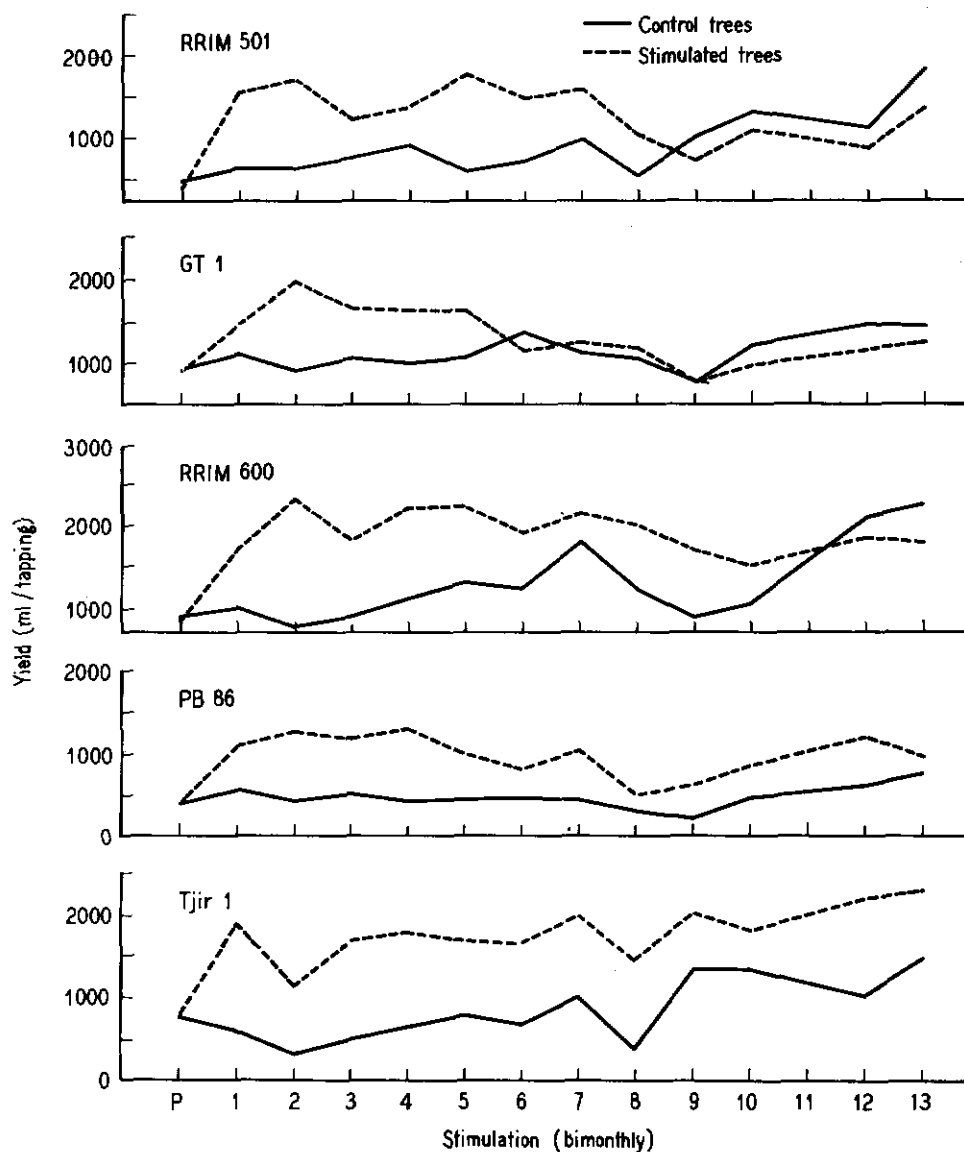 Control trees
Stimulated trees
RRIM 501
2000
1000
GT 1
2000
1000
RRIM 600
3000
2000
1000
Yield (ml/tapping)
PB 86
2000
1000
0
Tjir 1
2000
1000
0
P 1 2 3 4 5 6 7 8 9 10 11 12 13
Stimulation (bimonthly)